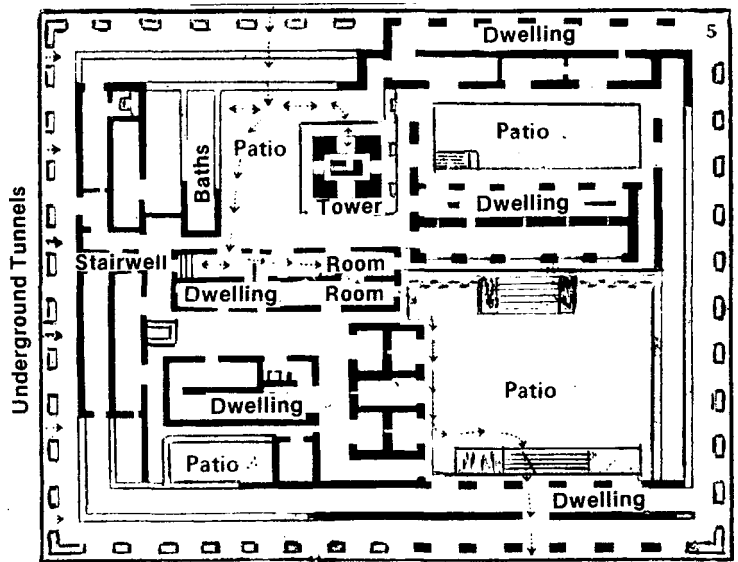 Dwelling
5
Patio
Patio
Baths
Tower
Dwelling
Underground Tunnels
Stairwell
Room
Dwelling
Room
Patio
Dwelling
Patio
Dwelling